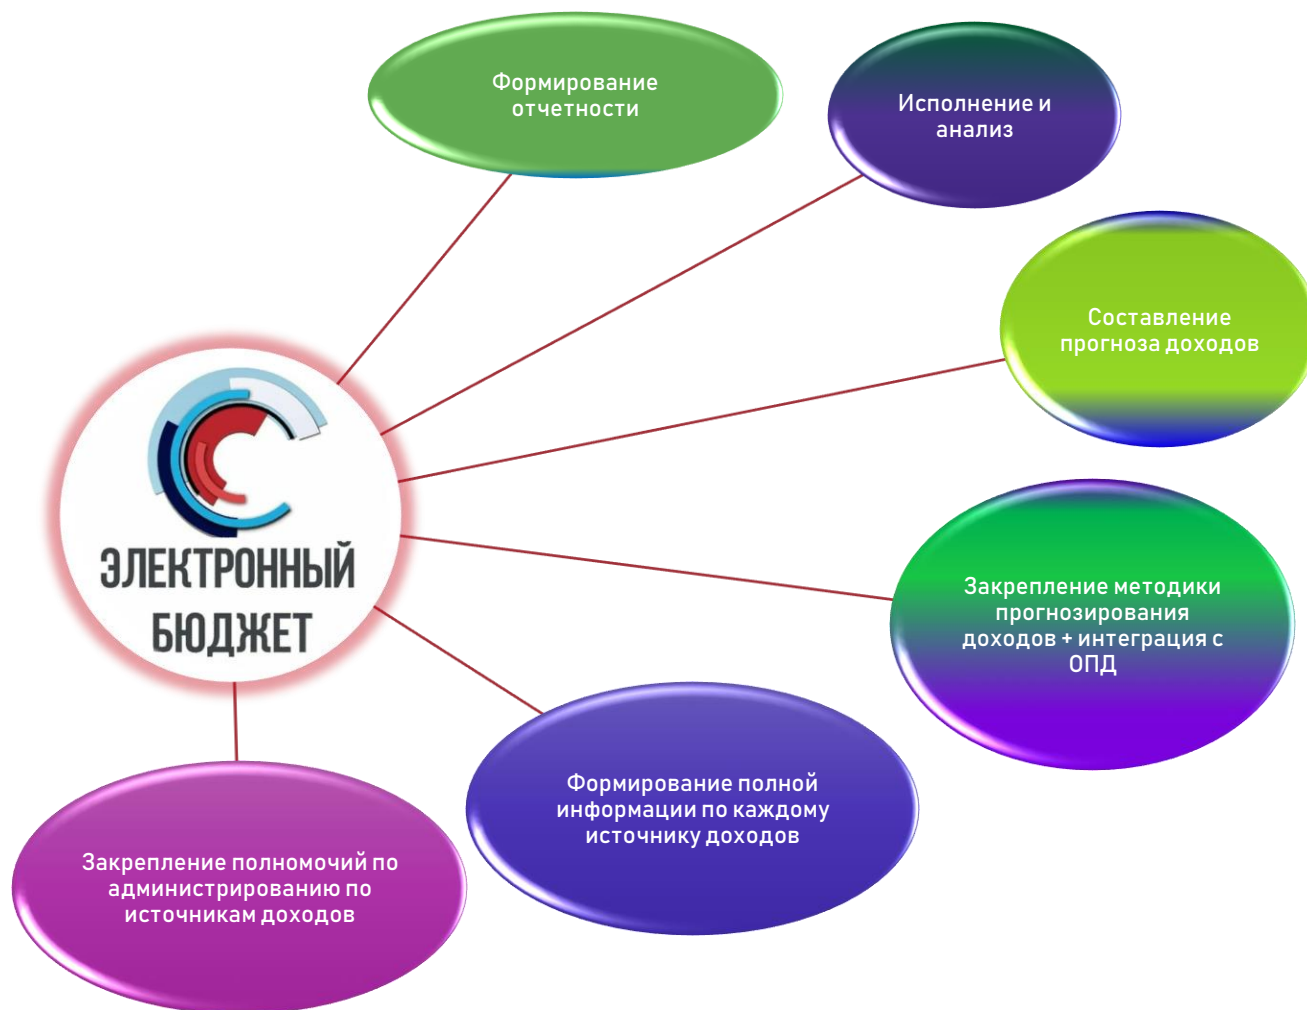 Формирование
отчетности
Исполнение и
анализ
Составление
прогноза доходов
ЭЛЕКТРОННЫЙ
БЮДЖЕТ
Закрепление методики
прогнозирования
доходов + интеграция с
ОПД
Формирование полной
информации по каждому
источнику доходов
Закрепление полномочий по
администрированию по
источникам доходов